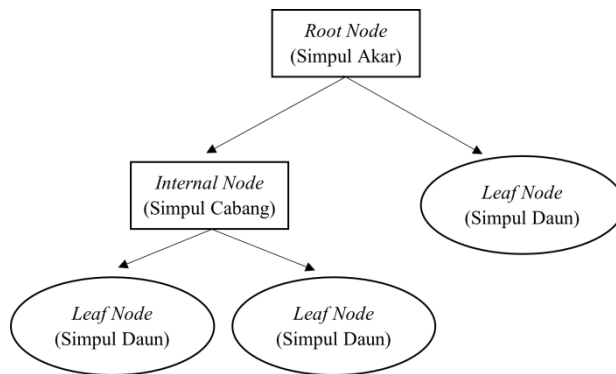 Root Node
(Simpul Akar)
Internal Node
(Simpul Cabang)
Leaf Node
(Simpul Daun)
Leaf Node
(Simpul Daun)
Leaf Node
(Simpul Daun)